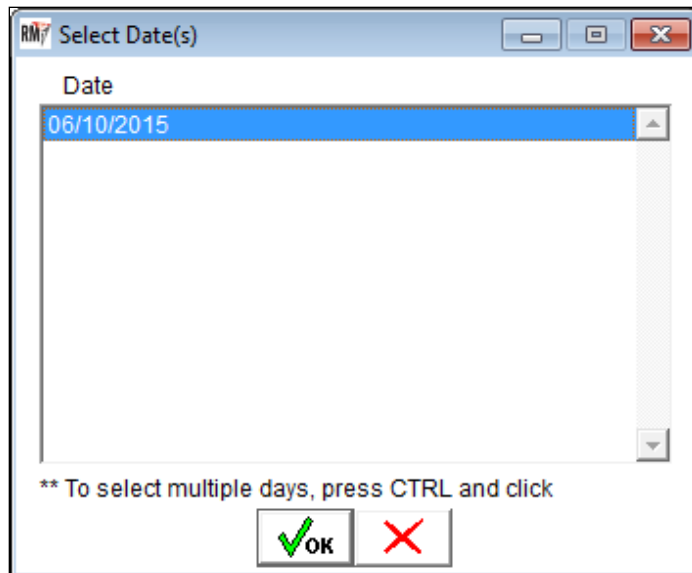 RM Select Date(s)
Date
06/10/2015
** To select multiple days, press CTRL and click
OK